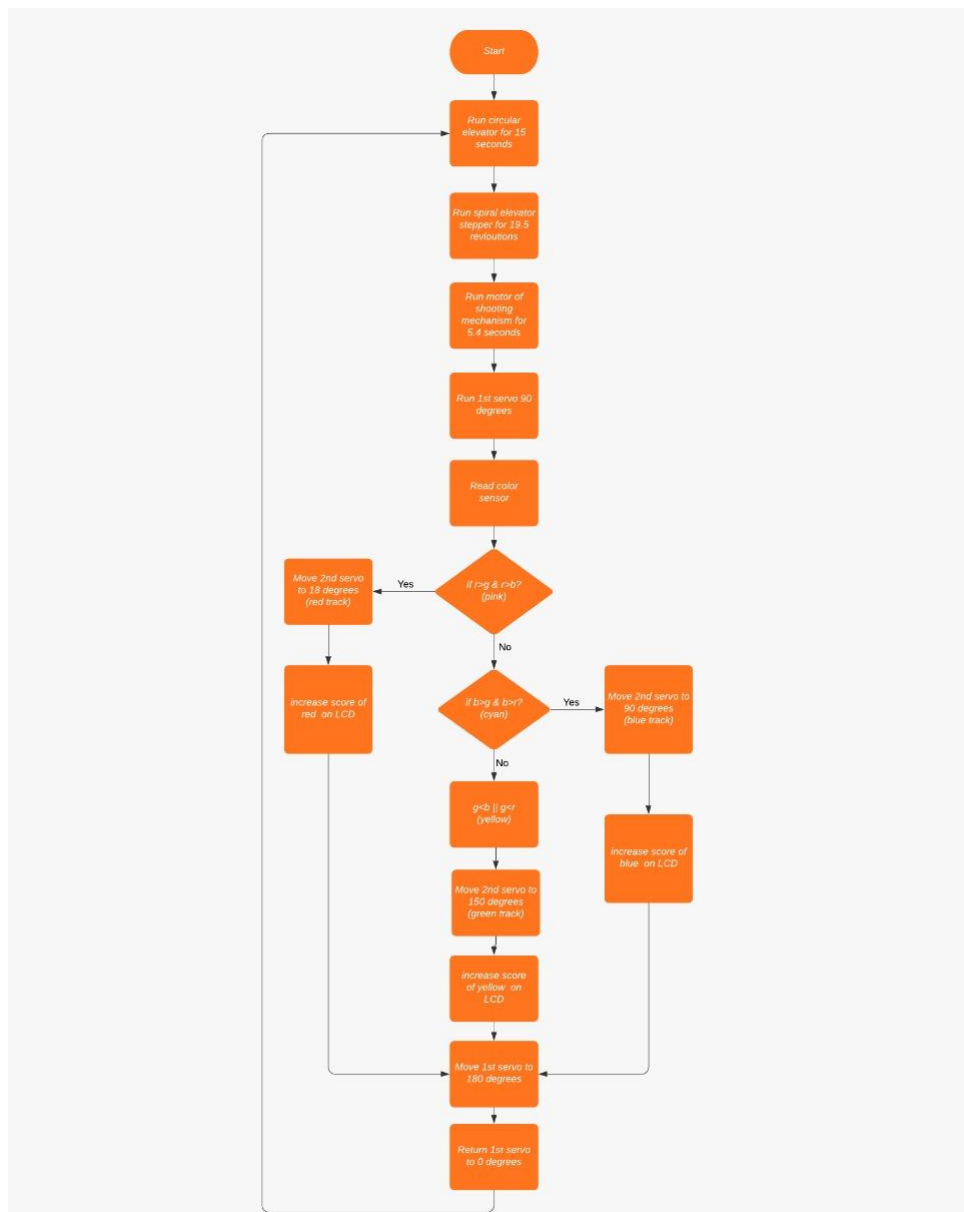 Start
Run circular
elevator for 15
seconds
Run spiral elevator
stepper for 19.5
revioutions
Run motor of
shooting
mechanism for
5.4 seconds
Run 1st servo 90
degrees
Read color
sensor
if r>g & r>b?
(pink)
Yes
Move 2nd servo
to 18 degrees
(red track)
increase score of
red on LCD
No
if b>g & b>r?
(cyan)
Yes
Move 2nd servo to
90 degrees
(blue track)
increase score of
blue on LCD
No
g<b || g<r
(yellow)
Move 2nd servo to
150 degrees
(green track)
increase score
of yellow on
LCD
Move 1st servo to
180 degrees
Return 1st servo
to 0 degrees